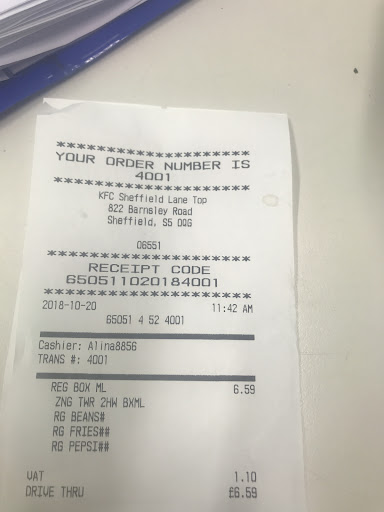 ********************
YOUR ORDER NUMBER IS
4001
********************
KFC Sheffield Lane Top
822 Barnsley Road
Sheffield, S5 0QG
06551
*********************
RECEIPT CODE
650511020184001
*********************
2018-10-20 11:42 AM
65051 4 52 4001
Cashier: Alina8856
TRANS #: 4001
REG BOX ML 6.59
ZNG TWR 2HW BXML
RG BEANS#
RG FRIES##
RG PEPSI##
VAT 1.10
DRIVE THRU £6.59